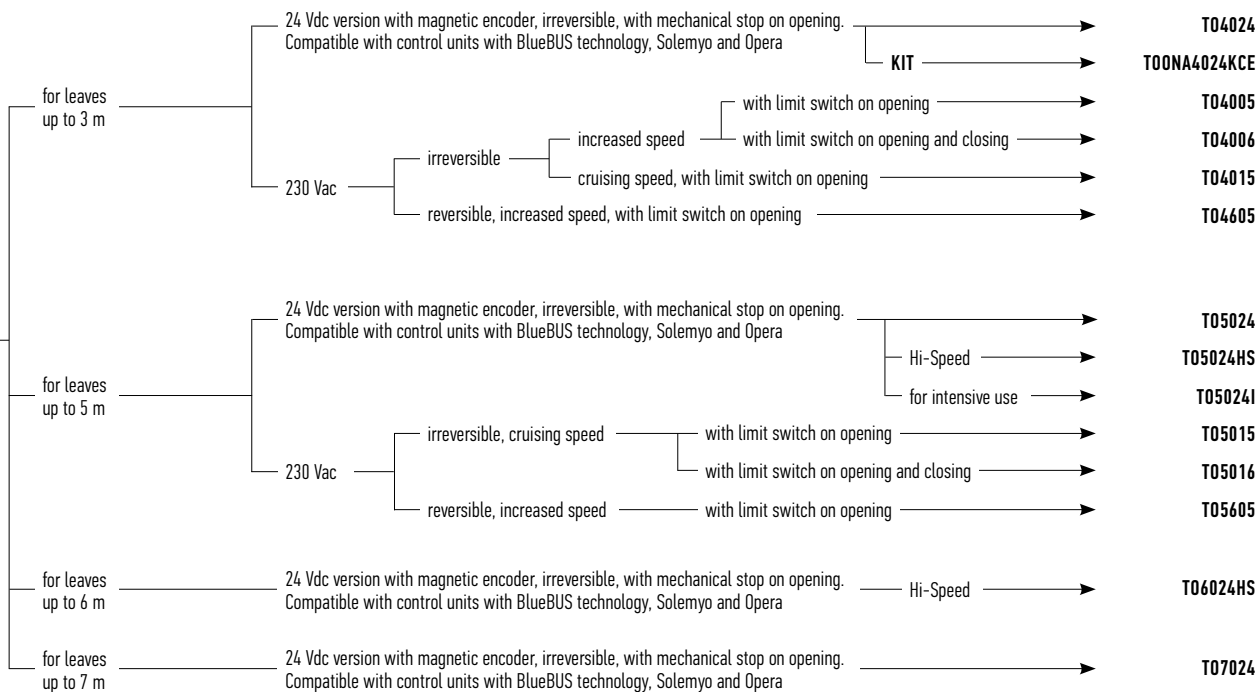 24 Vdc version with magnetic encoder, irreversible, with mechanical stop on opening.
Compatible with control units with BlueBUS technology, Solemyo and Opera
TO4024
KIT
TOONA4024KCE
for leaves
up to 3 m
with limit switch on opening
TO4005
increased speed
with limit switch on opening and closing
TO4006
irreversible
cruising speed, with limit switch on opening
TO4015
230 Vac
reversible, increased speed, with limit switch on opening
TO4605
24 Vdc version with magnetic encoder, irreversible, with mechanical stop on opening.
Compatible with control units with BlueBUS technology, Solemyo and Opera
TO5024
Hi-Speed
TO5024HS
for leaves
up to 5 m
for intensive use
TO5024I
irreversible, cruising speed
with limit switch on opening
TO5015
230 Vac
with limit switch on opening and closing
TO5016
reversible, increased speed
with limit switch on opening
TO5605
for leaves
up to 6 m
24 Vdc version with magnetic encoder, irreversible, with mechanical stop on opening.
Compatible with control units with BlueBUS technology, Solemyo and Opera
Hi-Speed
TO6024HS
for leaves
up to 7 m
24 Vdc version with magnetic encoder, irreversible, with mechanical stop on opening.
Compatible with control units with BlueBUS technology, Solemyo and Opera
TO7024